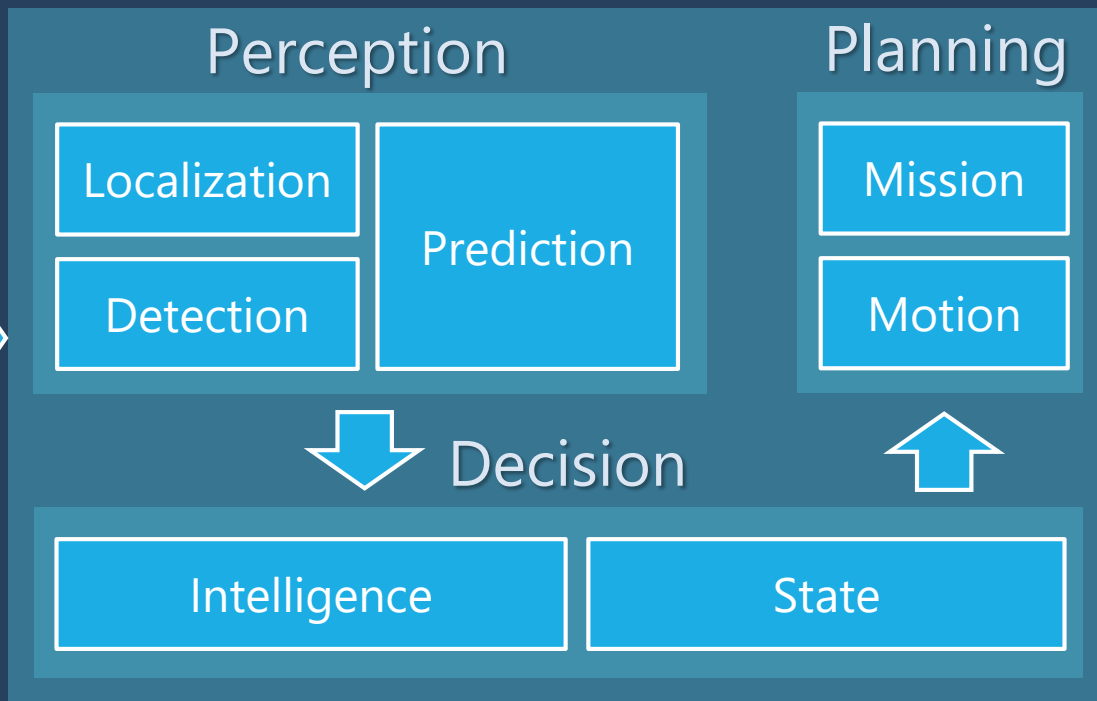 Perception
Localization
Detection
Prediction
Planning
Mission
Motion
Decision
Intelligence
State